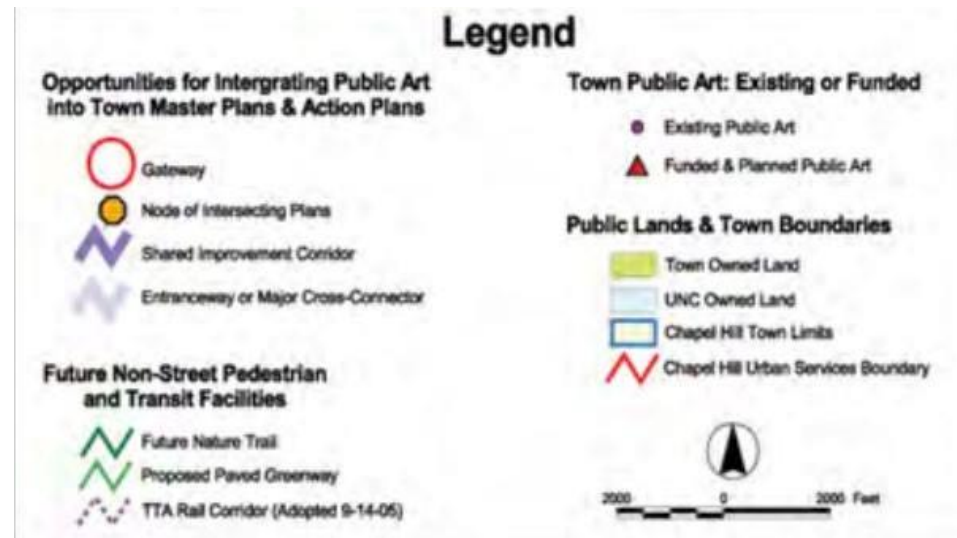 Legend
Opportunities for Intergrating Public Art
into Town Master Plans & Action Plans
Gateway
Node of Intersecting Plans
Shared Improvement Corridor
Entranceway or Major Cross-Connector
Future Non-Street Pedestrian
and Transit Facilities
Future Nature Trail
Proposed Paved Greenway
TTA Rail Corridor (Adopted 9-14-05)
Town Public Art: Existing or Funded
Existing Public Art
Funded & Planned Public Art
Public Lands & Town Boundaries
Town Owned Land
UNC Owned Land
Chapel Hill Town Limits
Chapel Hill Urban Services Boundary
2000 0 2000 Feet